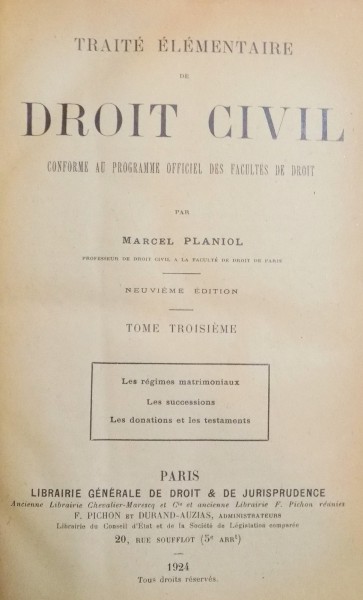 TRAITÉ ÉLÉMENTAIRE
DE
DROIT CIVIL
CONFORME AU PROGRAMME OFFICIEL DES FACULTÉS DE DROIT
PAR
MARCEL PLANIOL
PROFESSEUR DE DROIT CIVIL A LA FACULTÉ DE DROIT DE PARIS
NEUVIÈME ÉDITION
TOME TROISIÈME
Les régimes matrimoniaux
Les successions
Les donations et les testaments
PARIS
LIBRAIRIE GÉNÉRALE DE DROIT & DE JURISPRUDENCE
Ancienne Librairie Chevalier-Marescq et Cie et ancienne Librairie F. Pichon réunies
F. PICHON ET DURAND-AUZIAS, ADMINISTRATEURS
Librairie du Conseil d'État et de la Société de Législation comparée
20, RUE SOUFFLOT (5e ARRt)
1924
Tous droits réservés.